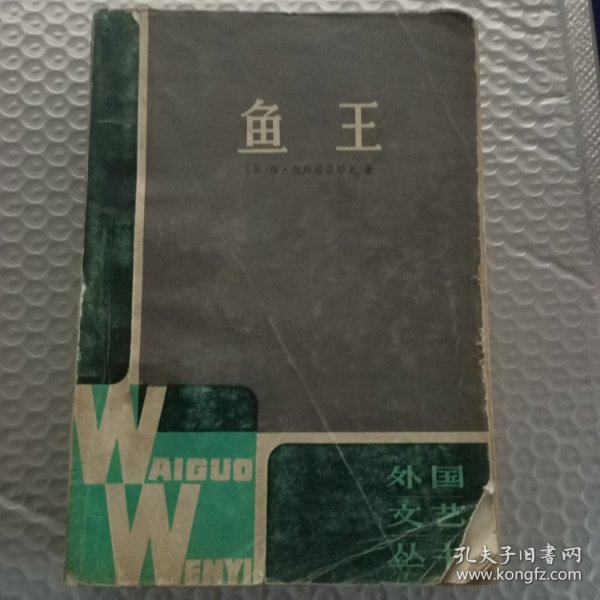 鱼王
〔苏〕维·阿斯塔菲耶夫 著
WAIGUO
WENYI
外国
文艺
丛书
孔夫子旧书网
www.kongfz.com